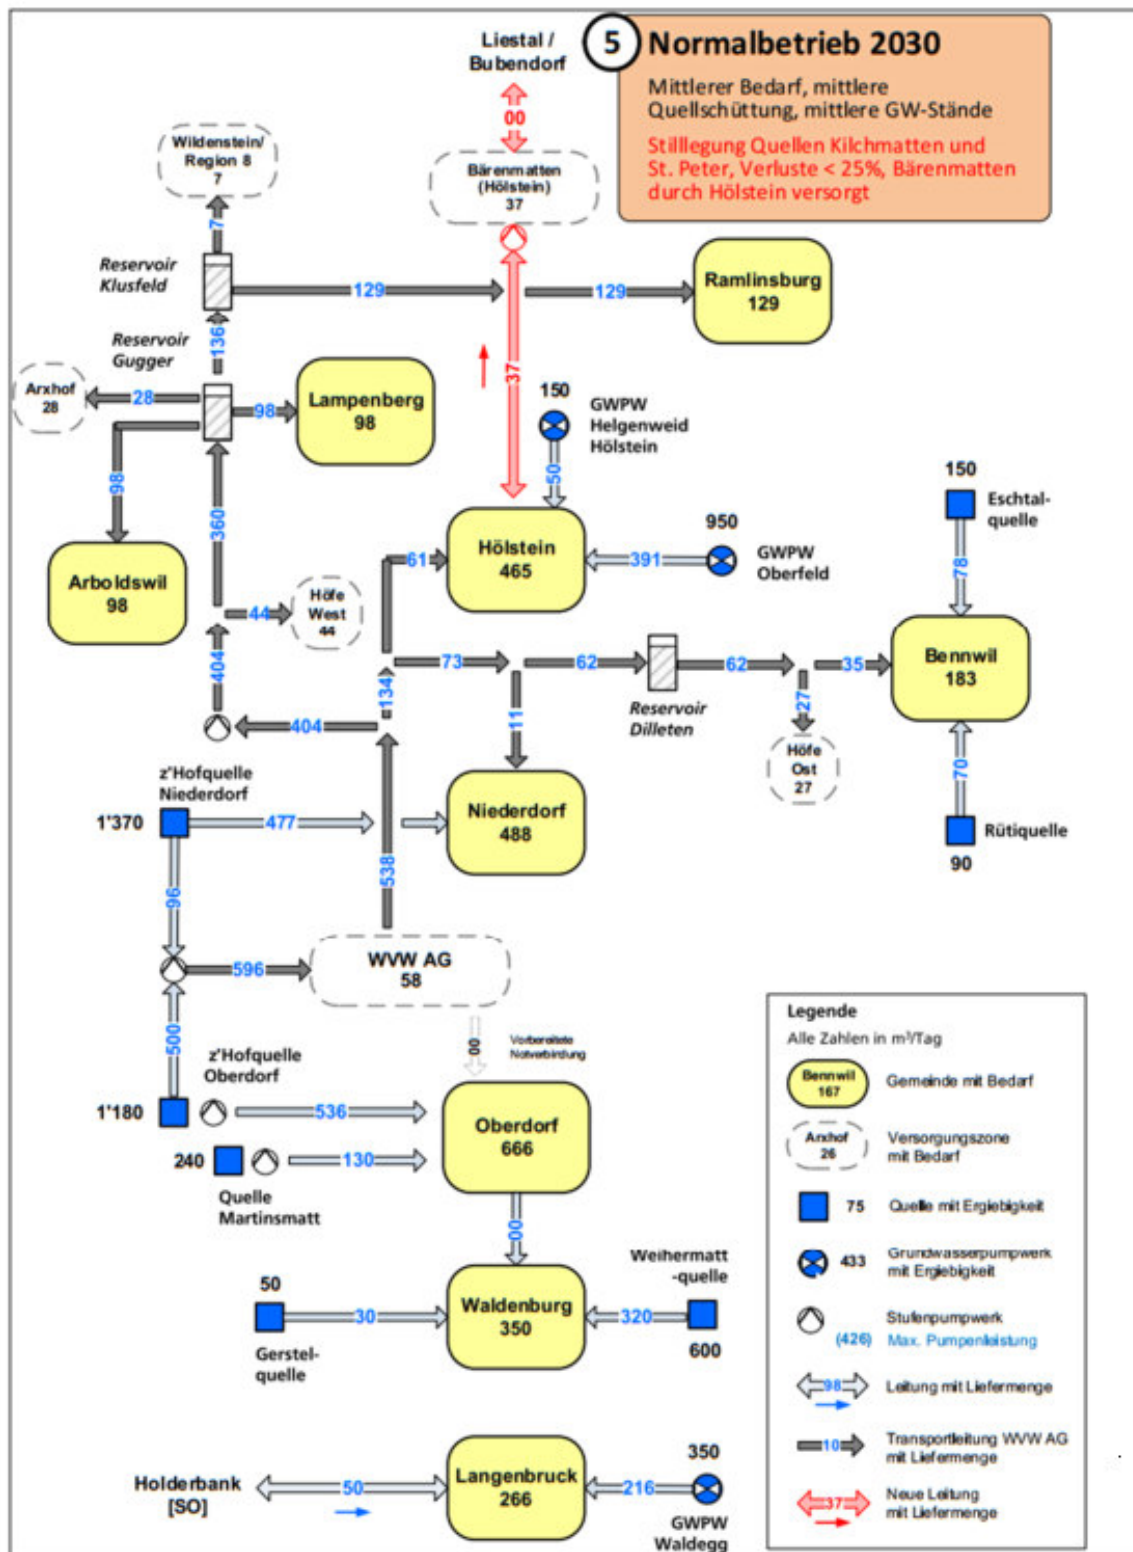 5 Normalbetrieb 2030
Mittlerer Bedarf, mittlere
Quellschüttung, mittlere GW-Stände
Stilllegung Quellen Kilchmatten und
St. Peter, Verluste < 25%, Bärenmatten
durch Hölstein versorgt
Liestal /
Bubendorf
00
Wildenstein/
Region 8
7
Bärenmatten
(Hölstein)
37
7
Reservoir
Klusfeld
129
129
Ramlinsburg
129
136
Reservoir
Gugger
37
Arxhof
28
28
98
Lampenberg
98
150
GWPW
Helgenweid
Hölstein
50
98
360
150
Eschtal-
quelle
Arboldswil
98
61
Hölstein
465
391
950
GWPW
Oberfeld
78
44
Höfe
West
44
404
73
62
62
35
Bennwil
183
134
404
11
Reservoir
Dilleten
27
Höfe
Ost
27
70
z'Hofquelle
Niederdorf
1'370
477
Niederdorf
488
Rütiquelle
90
538
96
596
WVW AG
58
500
00
Vorbereitete
Notverbindung
z'Hofquelle
Oberdorf
1'180
536
Oberdorf
666
240
130
Quelle
Martinsmatt
00
Weihermatt
-quelle
50
30
Waldenburg
350
320
600
Gerstel-
quelle
Holderbank
[SO]
50
Langenbruck
266
216
350
GWPW
Waldegg
Legende
Alle Zahlen in m³/Tag
Bennwil
167
Gemeinde mit Bedarf
Arxhof
26
Versorgungszone
mit Bedarf
75
Quelle mit Ergiebigkeit
433
Grundwasserpumpwerk
mit Ergiebigkeit
Stufenpumpwerk
(426) Max. Pumpenleistung
98
Leitung mit Liefermenge
10
Transportleitung WVW AG
mit Liefermenge
37
Neue Leitung
mit Liefermenge